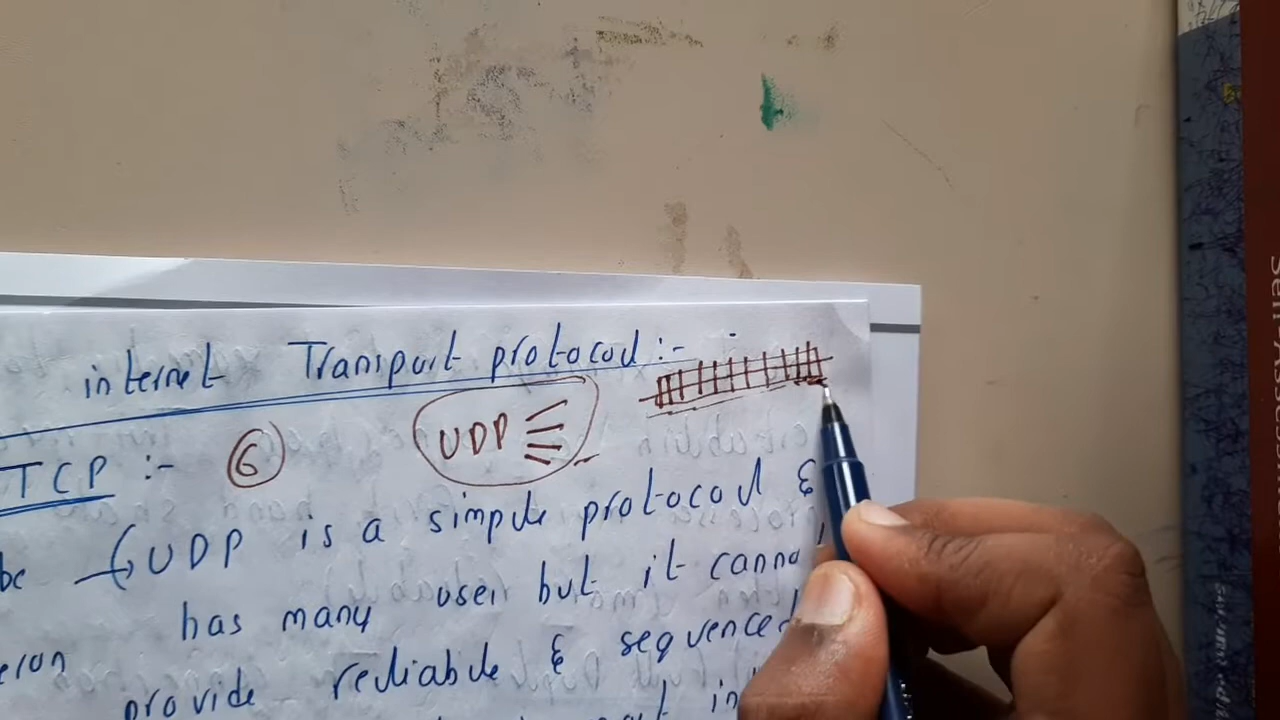 internet Transport protocol :-
TCP :- 6 UDP
UDP is a simple protocol &
has many user but it canno
provide reliable & sequenced